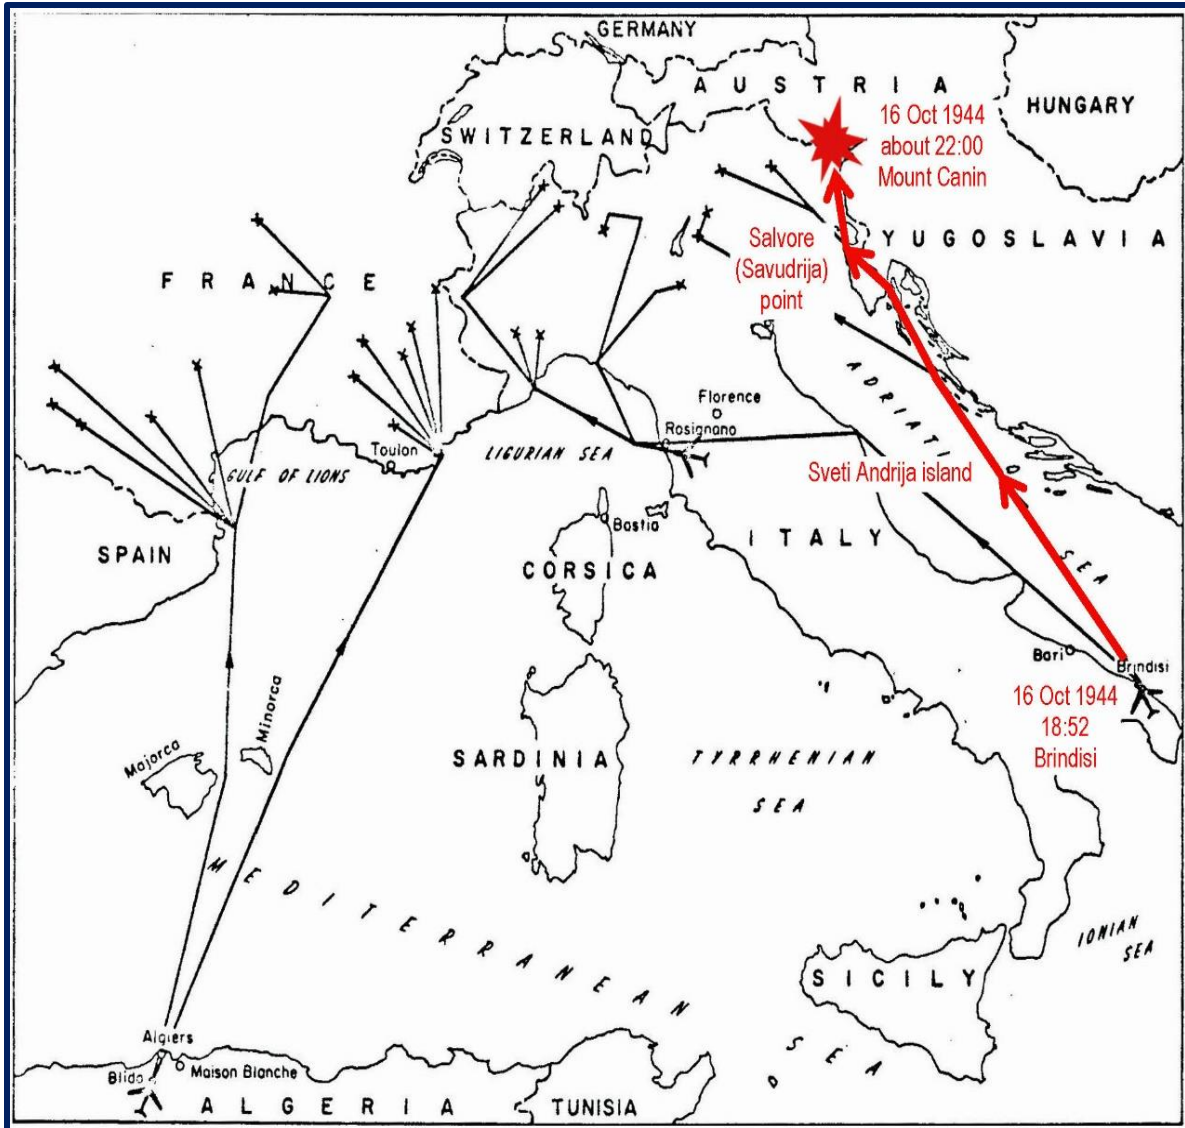 GERMANY
AUSTRIA
HUNGARY
16 Oct 1944
about 22:00
Mount Canin
SWITZERLAND
YUGOSLAVIA
Salvore
(Savudrija)
point
FRANCE
ADRIATI
SEA
Florence
Rosignano
Toulon
LIGURIAN SEA
GULF OF LIONS
Sveti Andrija island
Bastia
ITALY
SPAIN
CORSICA
Bari
Brindisi
16 Oct 1944
18:52
Brindisi
Minorca
Majorca
SARDINIA
TYRRHENIAN
SEA
MEDITERRANEAN
SEA
IONIAN
SEA
SICILY
Algiers
Blida
Maison Blanche
ALGERIA
TUNISIA